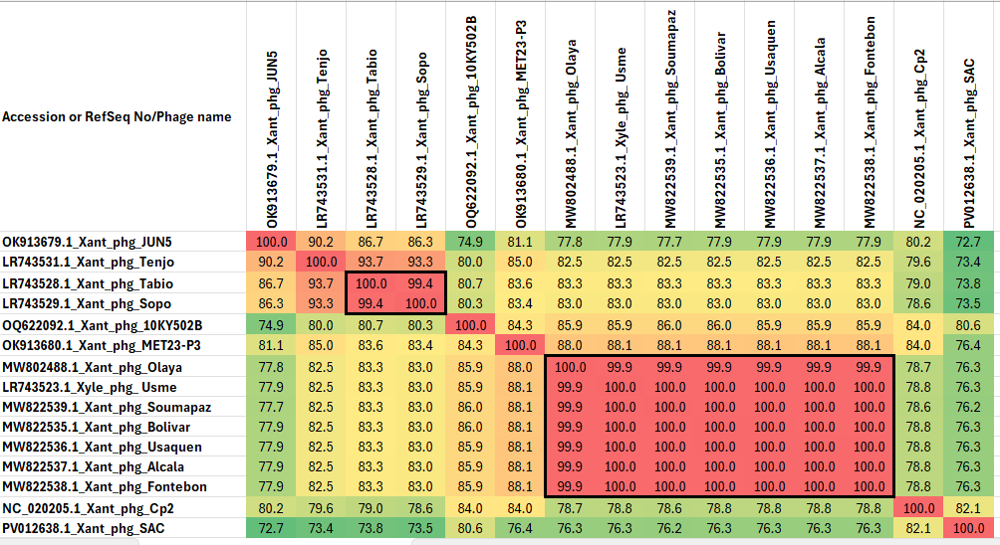 Accession or RefSeq No/Phage name OK913679.1_Xant_phg_JUN5 LR743531.1_Xant_phg_Tenjo LR743528.1_Xant_phg_Tabio LR743529.1_Xant_phg_Sopo OQ622092.1_Xant_phg_10KY502B OK913680.1_Xant_phg_MET23-P3 MW802488.1_Xant_phg_Olaya LR743523.1_Xyle_phg_ Usme MW822539.1_Xant_phg_Soumapaz MW822535.1_Xant_phg_Bolivar MW822536.1_Xant_phg_Usaquen MW822537.1_Xant_phg_Alcala MW822538.1_Xant_phg_Fontebon NC_020205.1_Xant_phg_Cp2 PV012638.1_Xant_phg_SAC
OK913679.1_Xant_phg_JUN5 100.0 90.2 86.7 86.3 74.9 81.1 77.8 77.9 77.7 77.9 77.9 77.9 77.9 80.2 72.7
LR743531.1_Xant_phg_Tenjo 90.2 100.0 93.7 93.3 80.0 85.0 82.5 82.5 82.5 82.5 82.5 82.5 82.5 79.6 73.4
LR743528.1_Xant_phg_Tabio 86.7 93.7 100.0 99.4 80.7 83.6 83.3 83.3 83.3 83.3 83.3 83.3 83.3 79.0 73.8
LR743529.1_Xant_phg_Sopo 86.3 93.3 99.4 100.0 80.3 83.4 83.0 83.0 83.0 83.0 83.0 83.0 83.0 78.6 73.5
OQ622092.1_Xant_phg_10KY502B 74.9 80.0 80.7 80.3 100.0 84.3 85.9 85.9 86.0 86.0 85.9 85.9 85.9 84.0 80.6
OK913680.1_Xant_phg_MET23-P3 81.1 85.0 83.6 83.4 84.3 100.0 88.0 88.1 88.1 88.1 88.1 88.1 88.1 84.0 76.4
MW802488.1_Xant_phg_Olaya 77.8 82.5 83.3 83.0 85.9 88.0 100.0 99.9 99.9 99.9 99.9 99.9 99.9 78.7 76.3
LR743523.1_Xyle_phg_ Usme 77.9 82.5 83.3 83.0 85.9 88.1 99.9 100.0 100.0 100.0 100.0 100.0 100.0 78.8 76.3
MW822539.1_Xant_phg_Soumapaz 77.7 82.5 83.3 83.0 86.0 88.1 99.9 100.0 100.0 100.0 100.0 100.0 100.0 78.6 76.2
MW822535.1_Xant_phg_Bolivar 77.9 82.5 83.3 83.0 86.0 88.1 99.9 100.0 100.0 100.0 100.0 100.0 100.0 78.8 76.3
MW822536.1_Xant_phg_Usaquen 77.9 82.5 83.3 83.0 85.9 88.1 99.9 100.0 100.0 100.0 100.0 100.0 100.0 78.8 76.3
MW822537.1_Xant_phg_Alcala 77.9 82.5 83.3 83.0 85.9 88.1 99.9 100.0 100.0 100.0 100.0 100.0 100.0 78.8 76.3
MW822538.1_Xant_phg_Fontebon 77.9 82.5 83.3 83.0 85.9 88.1 99.9 100.0 100.0 100.0 100.0 100.0 100.0 78.8 76.3
NC_020205.1_Xant_phg_Cp2 80.2 79.6 79.0 78.6 84.0 84.0 78.7 78.8 78.6 78.8 78.8 78.8 78.8 100.0 82.1
PV012638.1_Xant_phg_SAC 72.7 73.4 73.8 73.5 80.6 76.4 76.3 76.3 76.2 76.3 76.3 76.3 76.3 82.1 100.0